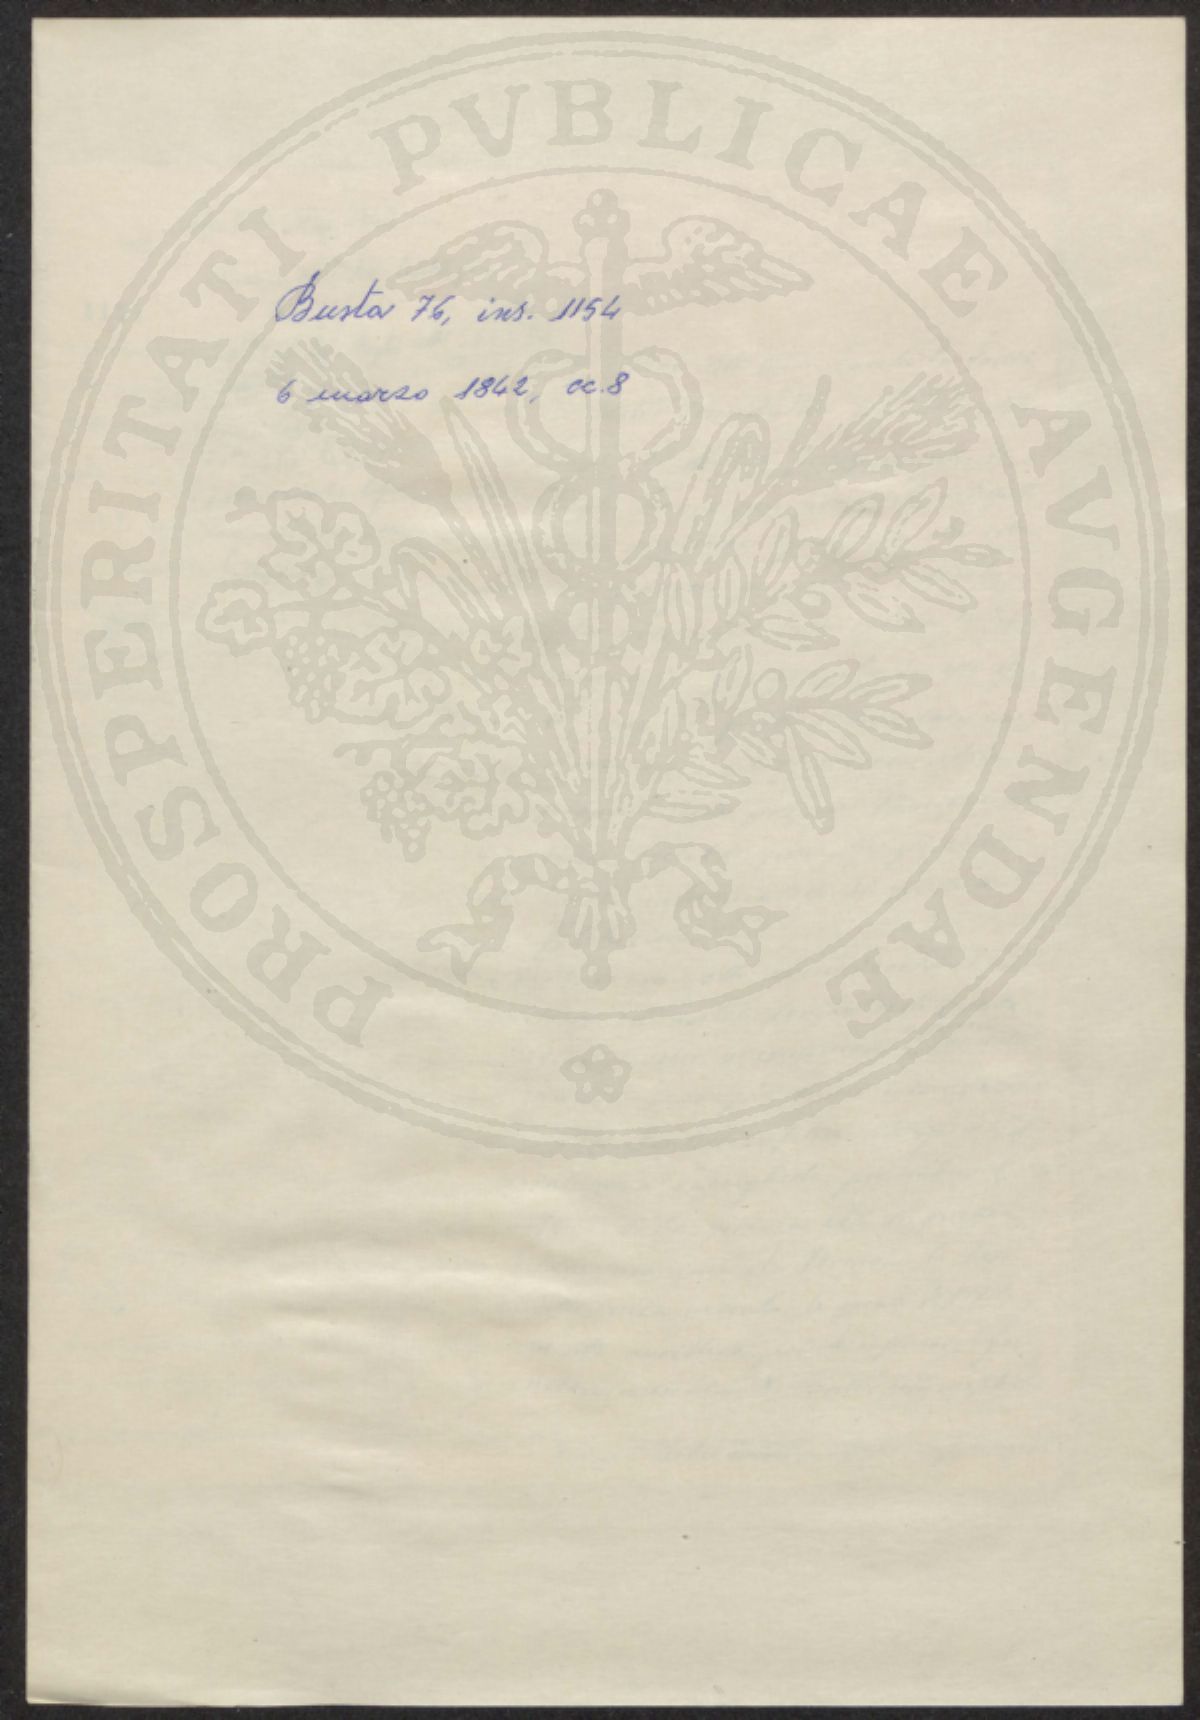 PROSPERITATI PVBLICAE AVGENDAE
Busta 76, ins. 1154
6 marzo 1842, cc. 8